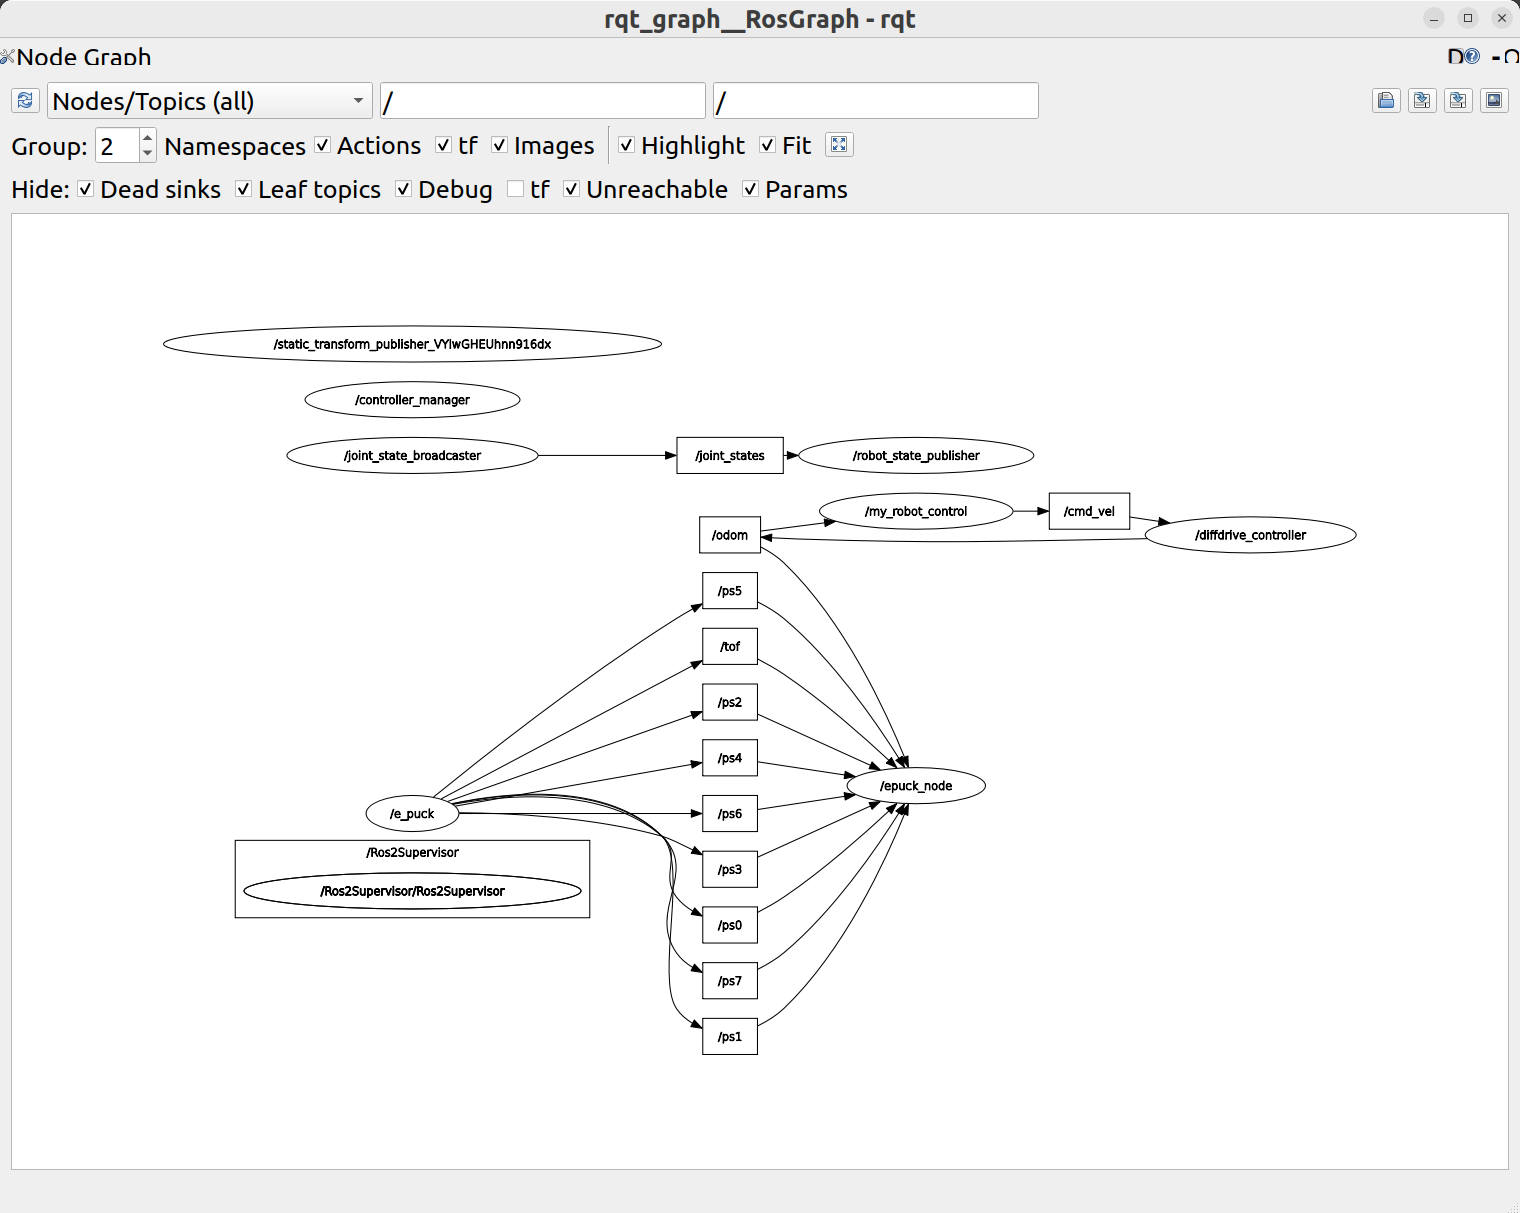 rqt_graph__RosGraph - rqt
Node Graph
D? - O
Nodes/Topics (all) / /
Group: 2 Namespaces Actions tf Images Highlight Fit
Hide: Dead sinks Leaf topics Debug tf Unreachable Params
/static_transform_publisher_VYlwGHEUhnn916dx
/controller_manager
/joint_state_broadcaster /joint_states /robot_state_publisher
/my_robot_control /cmd_vel
/odom /diffdrive_controller
/ps5
/tof
/ps2
/ps4
/epuck_node
/e_puck /ps6
/Ros2Supervisor
/ps3
/Ros2Supervisor/Ros2Supervisor
/ps0
/ps7
/ps1